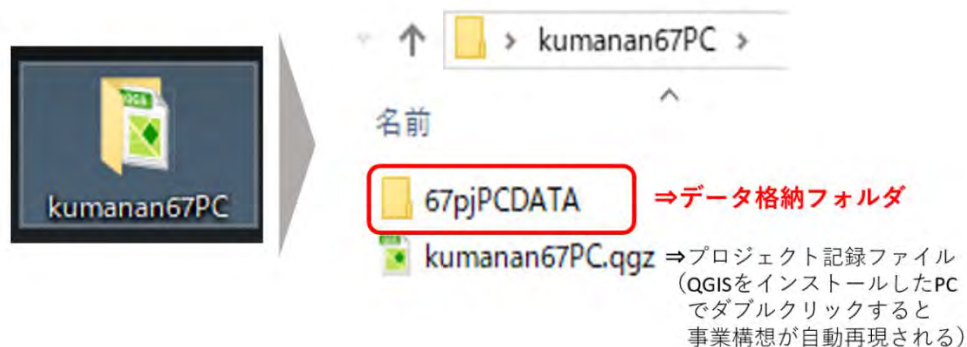 kumanan67PC
kumanan67PC
名前
67pjPCDATA ⇒データ格納フォルダ
kumanan67PC.qgz ⇒プロジェクト記録ファイル
（QGISをインストールしたPC
でダブルクリックすると
事業構想が自動再現される）